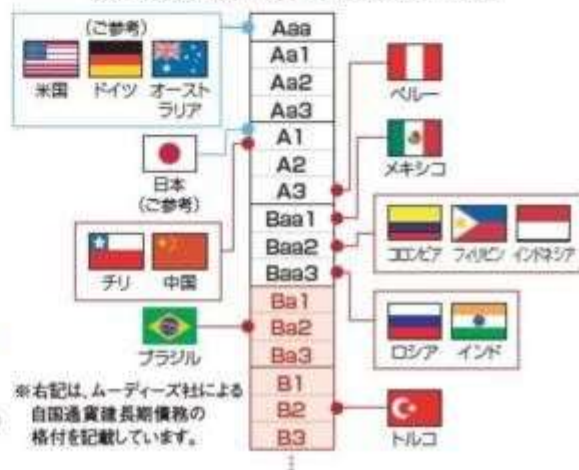 (ご参考)
米国 ドイツ オースト
ラリア
日本
(ご参考)
チリ 中国
ブラジル
※右記は、ムーディーズ社による
自国通貨建長期債務の
格付を記載しています。
Aaa
Aa1
Aa2
Aa3
A1
A2
A3
Baa1
Baa2
Baa3
Ba1
Ba2
Ba3
B1
B2
B3
ペルー
メキシコ
コロンビア フィリピン インドネシア
ロシア インド
トルコ